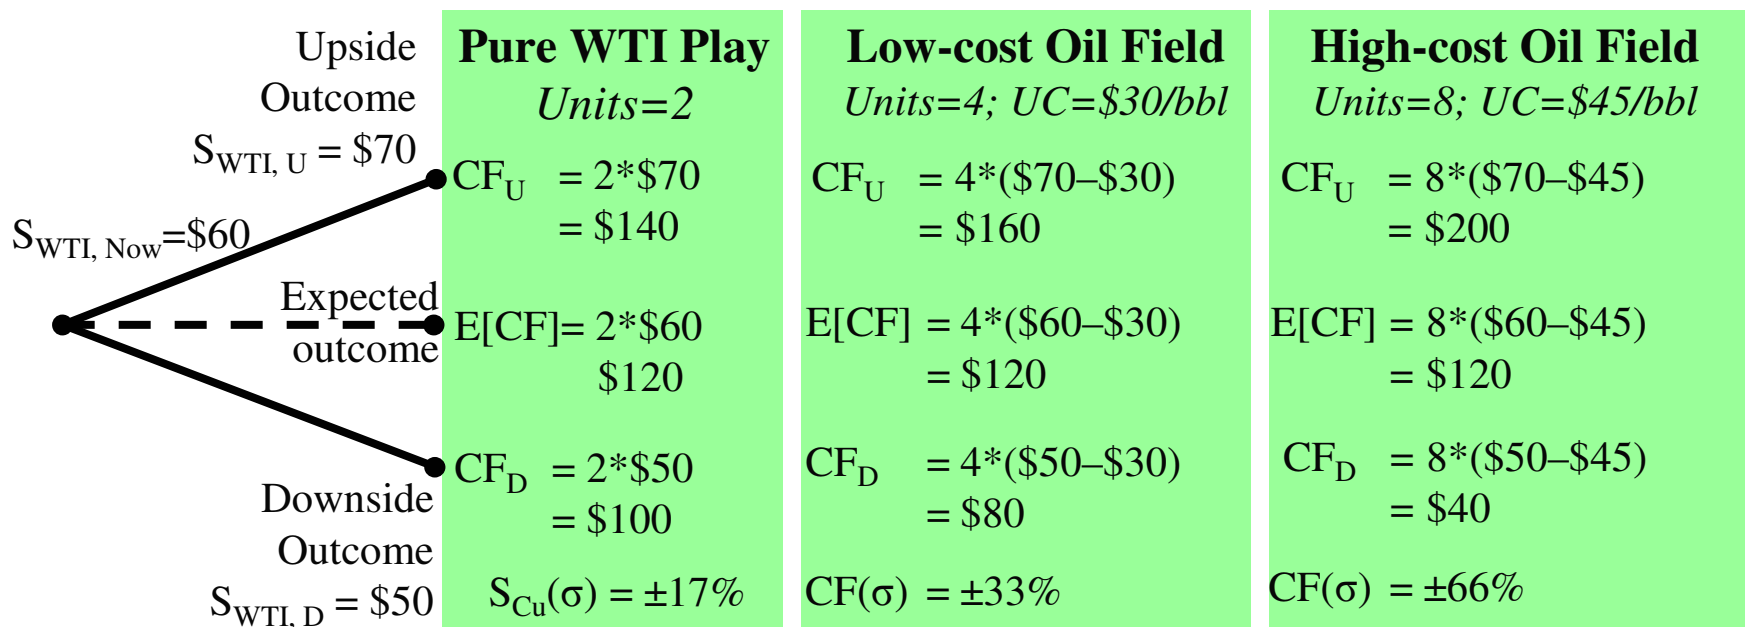 Upside
Outcome
S_WTI, U = $70
S_WTI, Now=$60
Expected
outcome
Downside
Outcome
S_WTI, D = $50
Pure WTI Play
Units=2
CF_U = 2*$70
= $140
E[CF]= 2*$60
$120
CF_D = 2*$50
= $100
S_Cu(σ) = ±17%
Low-cost Oil Field
Units=4; UC=$30/bbl
CF_U = 4*($70–$30)
= $160
E[CF] = 4*($60–$30)
= $120
CF_D = 4*($50–$30)
= $80
CF(σ) = ±33%
High-cost Oil Field
Units=8; UC=$45/bbl
CF_U = 8*($70–$45)
= $200
E[CF] = 8*($60–$45)
= $120
CF_D = 8*($50–$45)
= $40
CF(σ) = ±66%